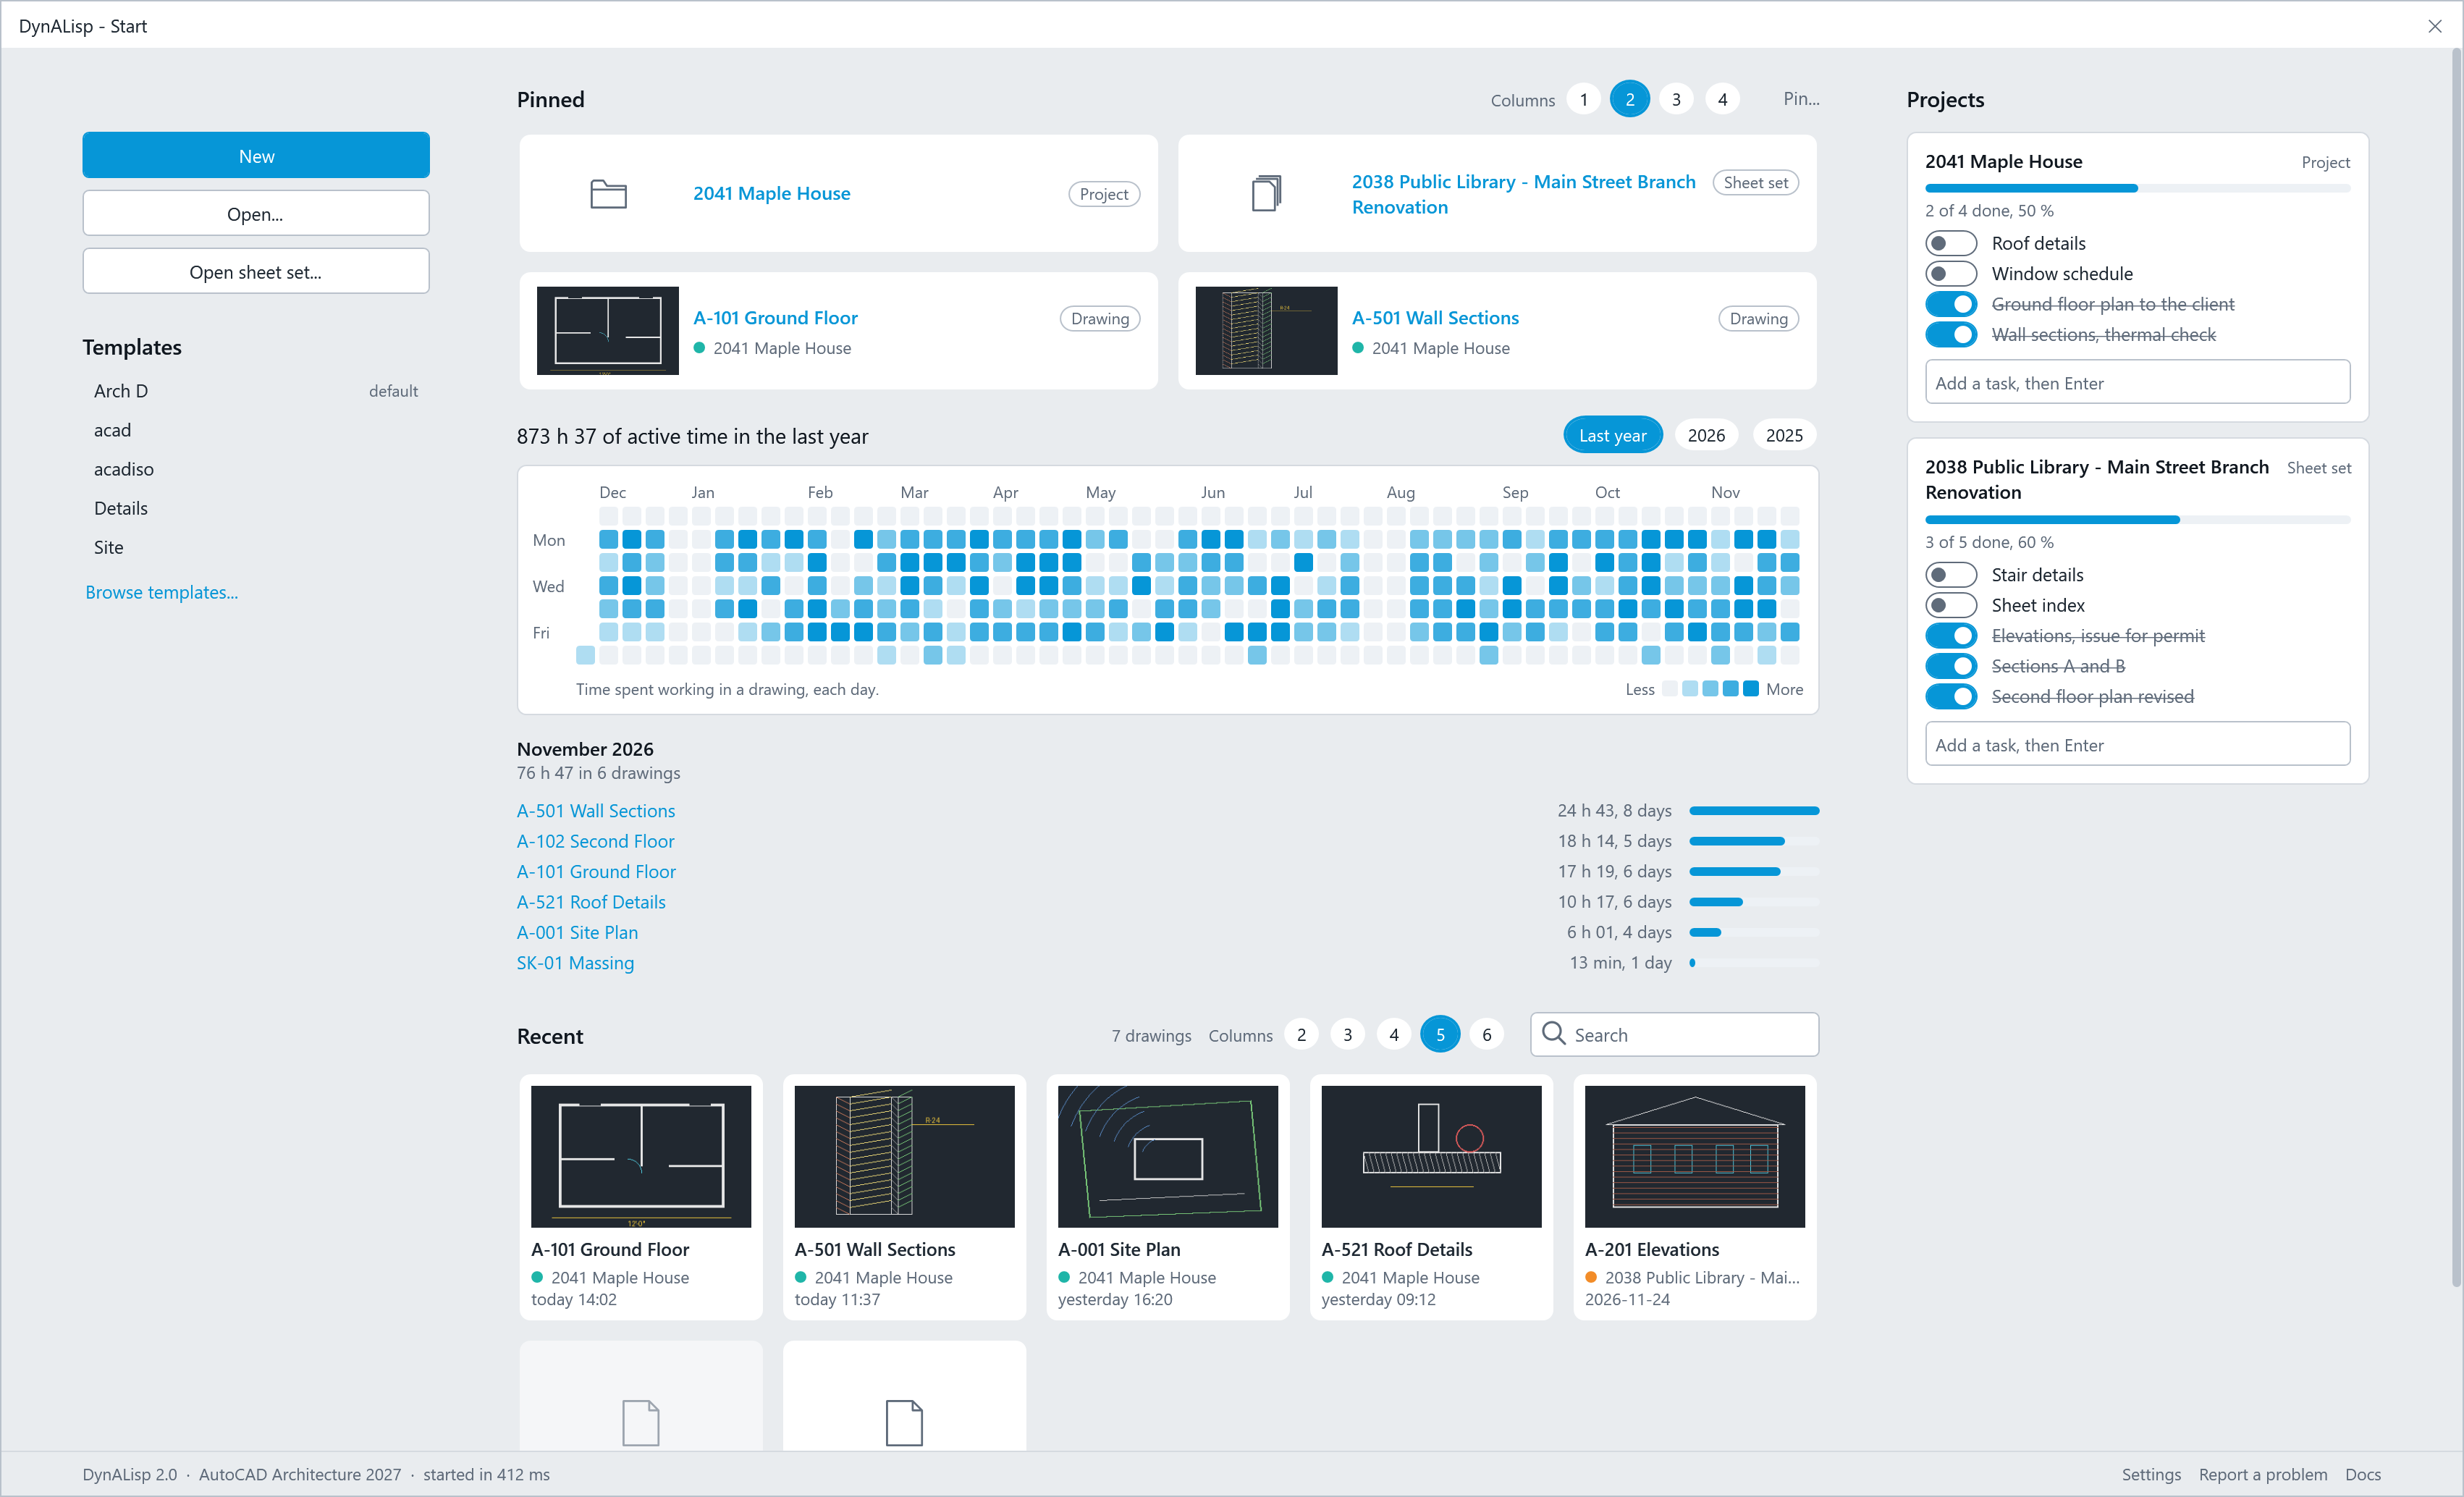 DynALisp - Start
New
Open...
Open sheet set...
Templates
Arch D default
acad
acadiso
Details
Site
Browse templates...
Pinned
Columns 1 2 3 4 Pin...
2041 Maple House Project
2038 Public Library - Main Street Branch Sheet set
Renovation
A-101 Ground Floor Drawing
2041 Maple House
R-24
A-501 Wall Sections Drawing
2041 Maple House
873 h 37 of active time in the last year
Last year 2026 2025
Dec Jan Feb Mar Apr May Jun Jul Aug Sep Oct Nov
Mon
Wed
Fri
Time spent working in a drawing, each day.
Less More
November 2026
76 h 47 in 6 drawings
A-501 Wall Sections 24 h 43, 8 days
A-102 Second Floor 18 h 14, 5 days
A-101 Ground Floor 17 h 19, 6 days
A-521 Roof Details 10 h 17, 6 days
A-001 Site Plan 6 h 01, 4 days
SK-01 Massing 13 min, 1 day
Recent
7 drawings Columns 2 3 4 5 6
Search
12'0"
A-101 Ground Floor
2041 Maple House
today 14:02
R-24
A-501 Wall Sections
2041 Maple House
today 11:37
A-001 Site Plan
2041 Maple House
yesterday 16:20
A-521 Roof Details
2041 Maple House
yesterday 09:12
A-201 Elevations
2038 Public Library - Mai...
2026-11-24
Projects
2041 Maple House Project
2 of 4 done, 50 %
Roof details
Window schedule
Ground floor plan to the client
Wall sections, thermal check
Add a task, then Enter
2038 Public Library - Main Street Branch Sheet set
Renovation
3 of 5 done, 60 %
Stair details
Sheet index
Elevations, issue for permit
Sections A and B
Second floor plan revised
Add a task, then Enter
DynALisp 2.0 · AutoCAD Architecture 2027 · started in 412 ms
Settings Report a problem Docs